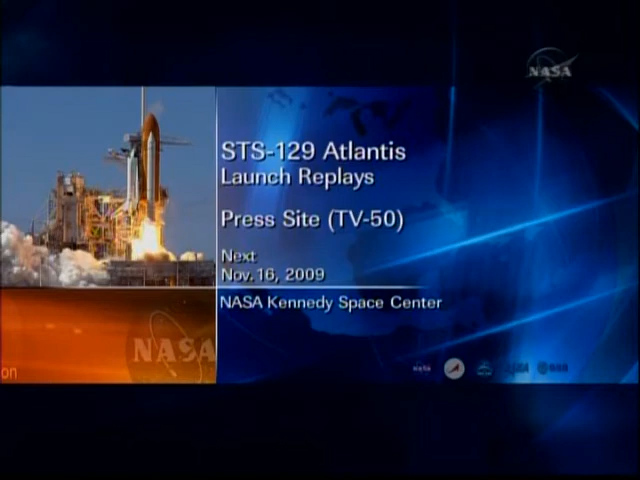 NASA
STS-129 Atlantis
Launch Replays
Press Site (TV-50)
Next
Nov. 16, 2009
NASA Kennedy Space Center
NASA
on